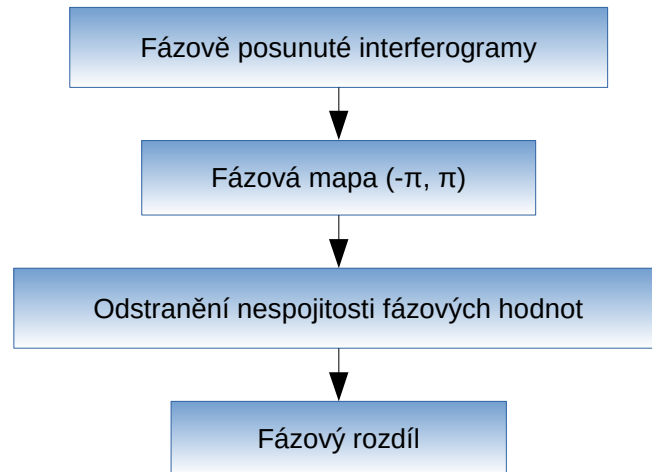 Fázově posunuté interferogramy
Fázová mapa (-π, π)
Odstranění nespojitosti fázových hodnot
Fázový rozdíl